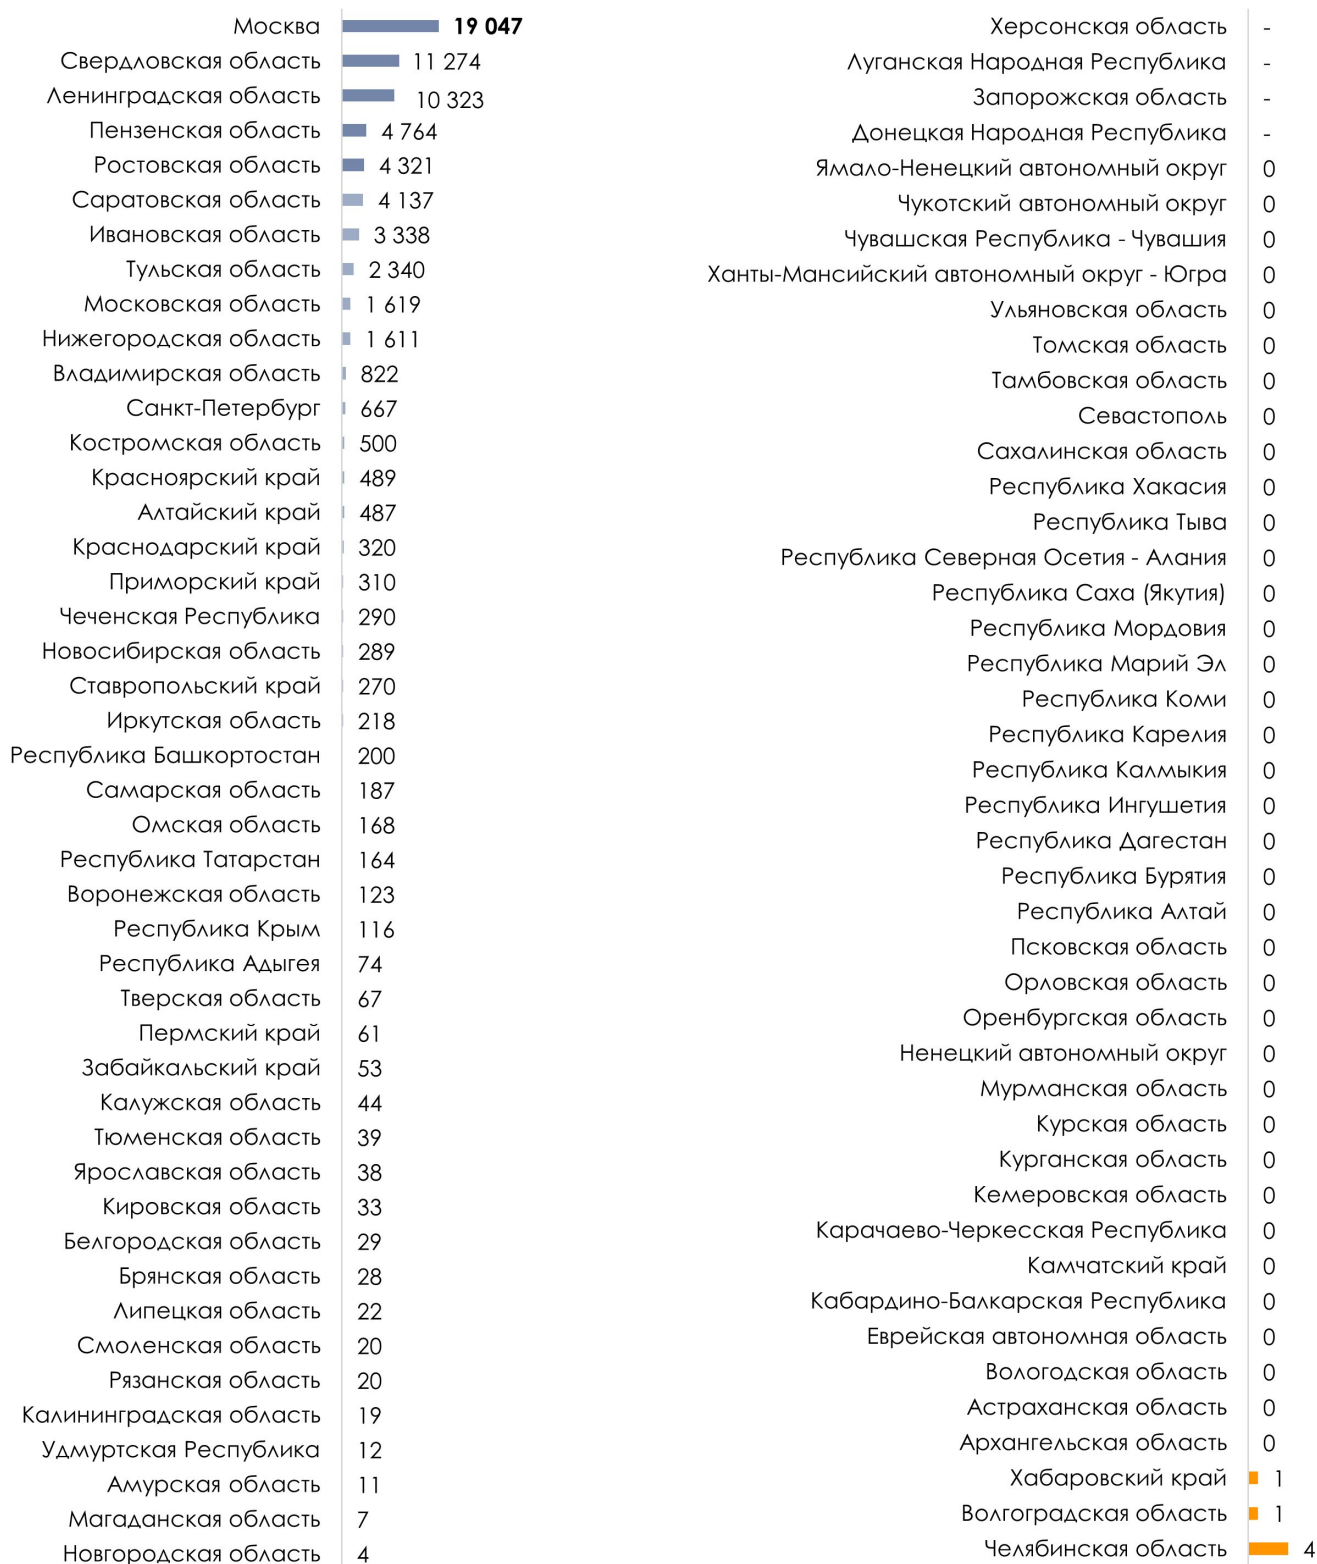 Москва 19 047
Свердловская область 11 274
Ленинградская область 10 323
Пензенская область 4 764
Ростовская область 4 321
Саратовская область 4 137
Ивановская область 3 338
Тульская область 2 340
Московская область 1 619
Нижегородская область 1 611
Владимирская область 822
Санкт-Петербург 667
Костромская область 500
Красноярский край 489
Алтайский край 487
Краснодарский край 320
Приморский край 310
Чеченская Республика 290
Новосибирская область 289
Ставропольский край 270
Иркутская область 218
Республика Башкортостан 200
Самарская область 187
Омская область 168
Республика Татарстан 164
Воронежская область 123
Республика Крым 116
Республика Адыгея 74
Тверская область 67
Пермский край 61
Забайкальский край 53
Калужская область 44
Тюменская область 39
Ярославская область 38
Кировская область 33
Белгородская область 29
Брянская область 28
Липецкая область 22
Смоленская область 20
Рязанская область 20
Калининградская область 19
Удмуртская Республика 12
Амурская область 11
Магаданская область 7
Новгородская область 4
Херсонская область -
Луганская Народная Республика -
Запорожская область -
Донецкая Народная Республика -
Ямало-Ненецкий автономный округ 0
Чукотский автономный округ 0
Чувашская Республика - Чувашия 0
Ханты-Мансийский автономный округ - Югра 0
Ульяновская область 0
Томская область 0
Тамбовская область 0
Севастополь 0
Сахалинская область 0
Республика Хакасия 0
Республика Тыва 0
Республика Северная Осетия - Алания 0
Республика Саха (Якутия) 0
Республика Мордовия 0
Республика Марий Эл 0
Республика Коми 0
Республика Карелия 0
Республика Калмыкия 0
Республика Ингушетия 0
Республика Дагестан 0
Республика Бурятия 0
Республика Алтай 0
Псковская область 0
Орловская область 0
Оренбургская область 0
Ненецкий автономный округ 0
Мурманская область 0
Курская область 0
Курганская область 0
Кемеровская область 0
Карачаево-Черкесская Республика 0
Камчатский край 0
Кабардино-Балкарская Республика 0
Еврейская автономная область 0
Вологодская область 0
Астраханская область 0
Архангельская область 0
Хабаровский край 1
Волгоградская область 1
Челябинская область 4